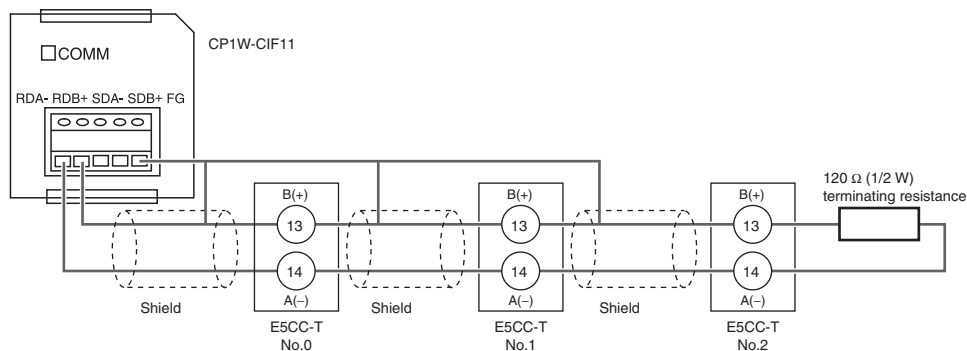 CP1W-CIF11
COMM
RDA- RDB+ SDA- SDB+ FG
120 Ω (1/2 W)
terminating resistance
B(+)
13
14
A(−)
B(+)
13
14
A(−)
B(+)
13
14
A(−)
Shield
Shield
Shield
E5CC-T
No.0
E5CC-T
No.1
E5CC-T
No.2